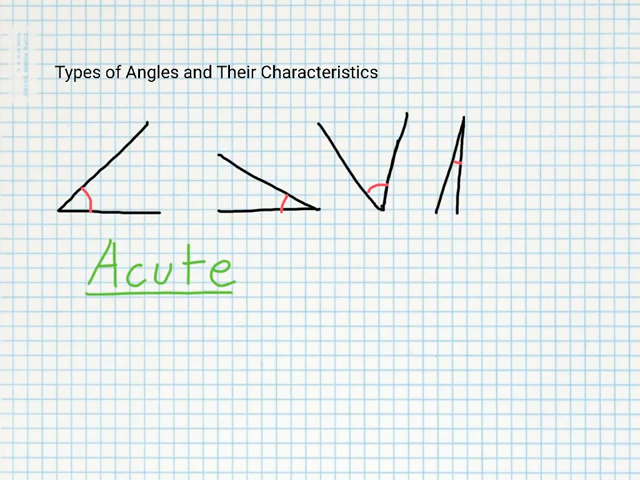 Types of Angles and Their Characteristics
Acute